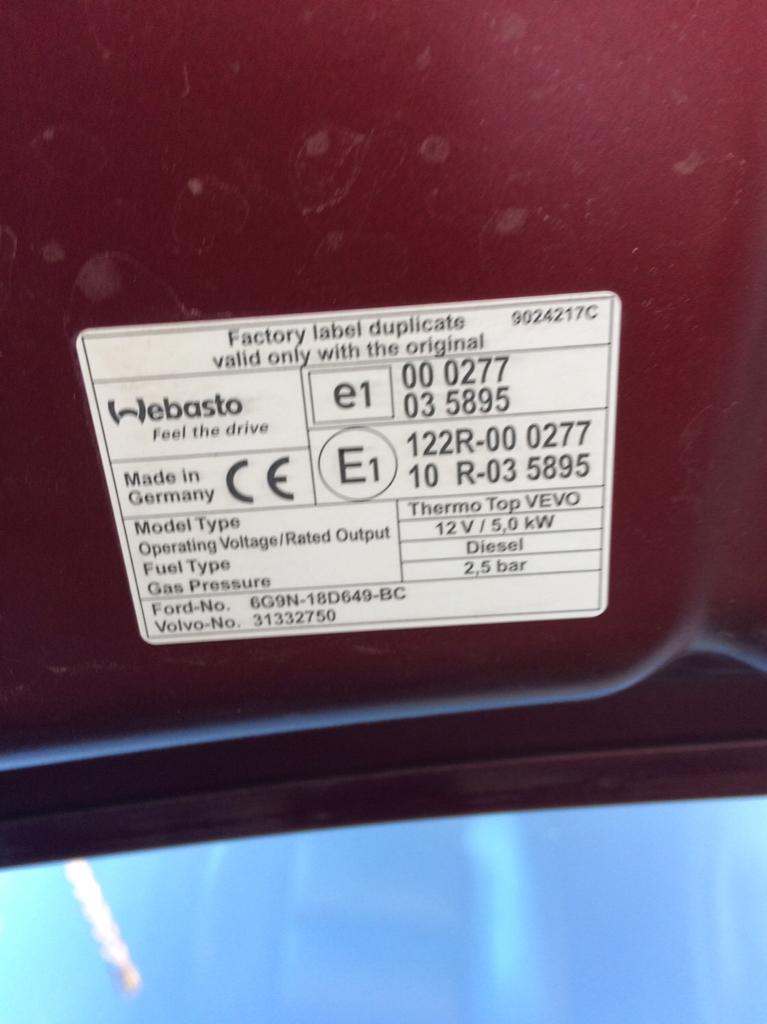 Factory label duplicate
valid only with the original
9024217C
Webasto
Feel the drive
e1
00 0277
03 5895
Made in
Germany
CE
E1
122R-00 0277
10 R-03 5895
Model Type
Thermo Top VEVO
Operating Voltage/Rated Output
12 V / 5,0 kW
Fuel Type
Diesel
Gas Pressure
2,5 bar
Ford-No. 6G9N-18D649-BC
Volvo-No. 31332750